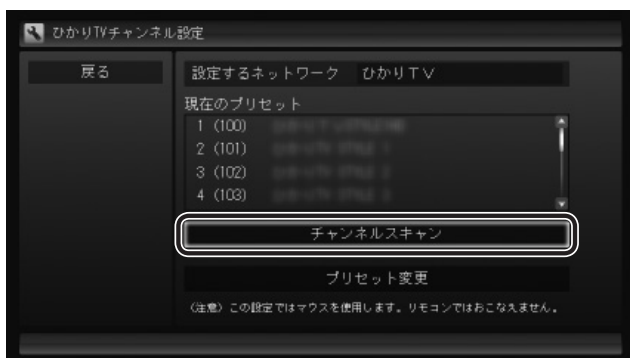 ひかりTVチャンネル設定
戻る
設定するネットワーク ひかりTV
現在のプリセット
1 (100)
2 (101)
3 (102)
4 (103)
チャンネルスキャン
プリセット変更
〈注意〉この設定ではマウスを使用します。リモコンではおこなえません。